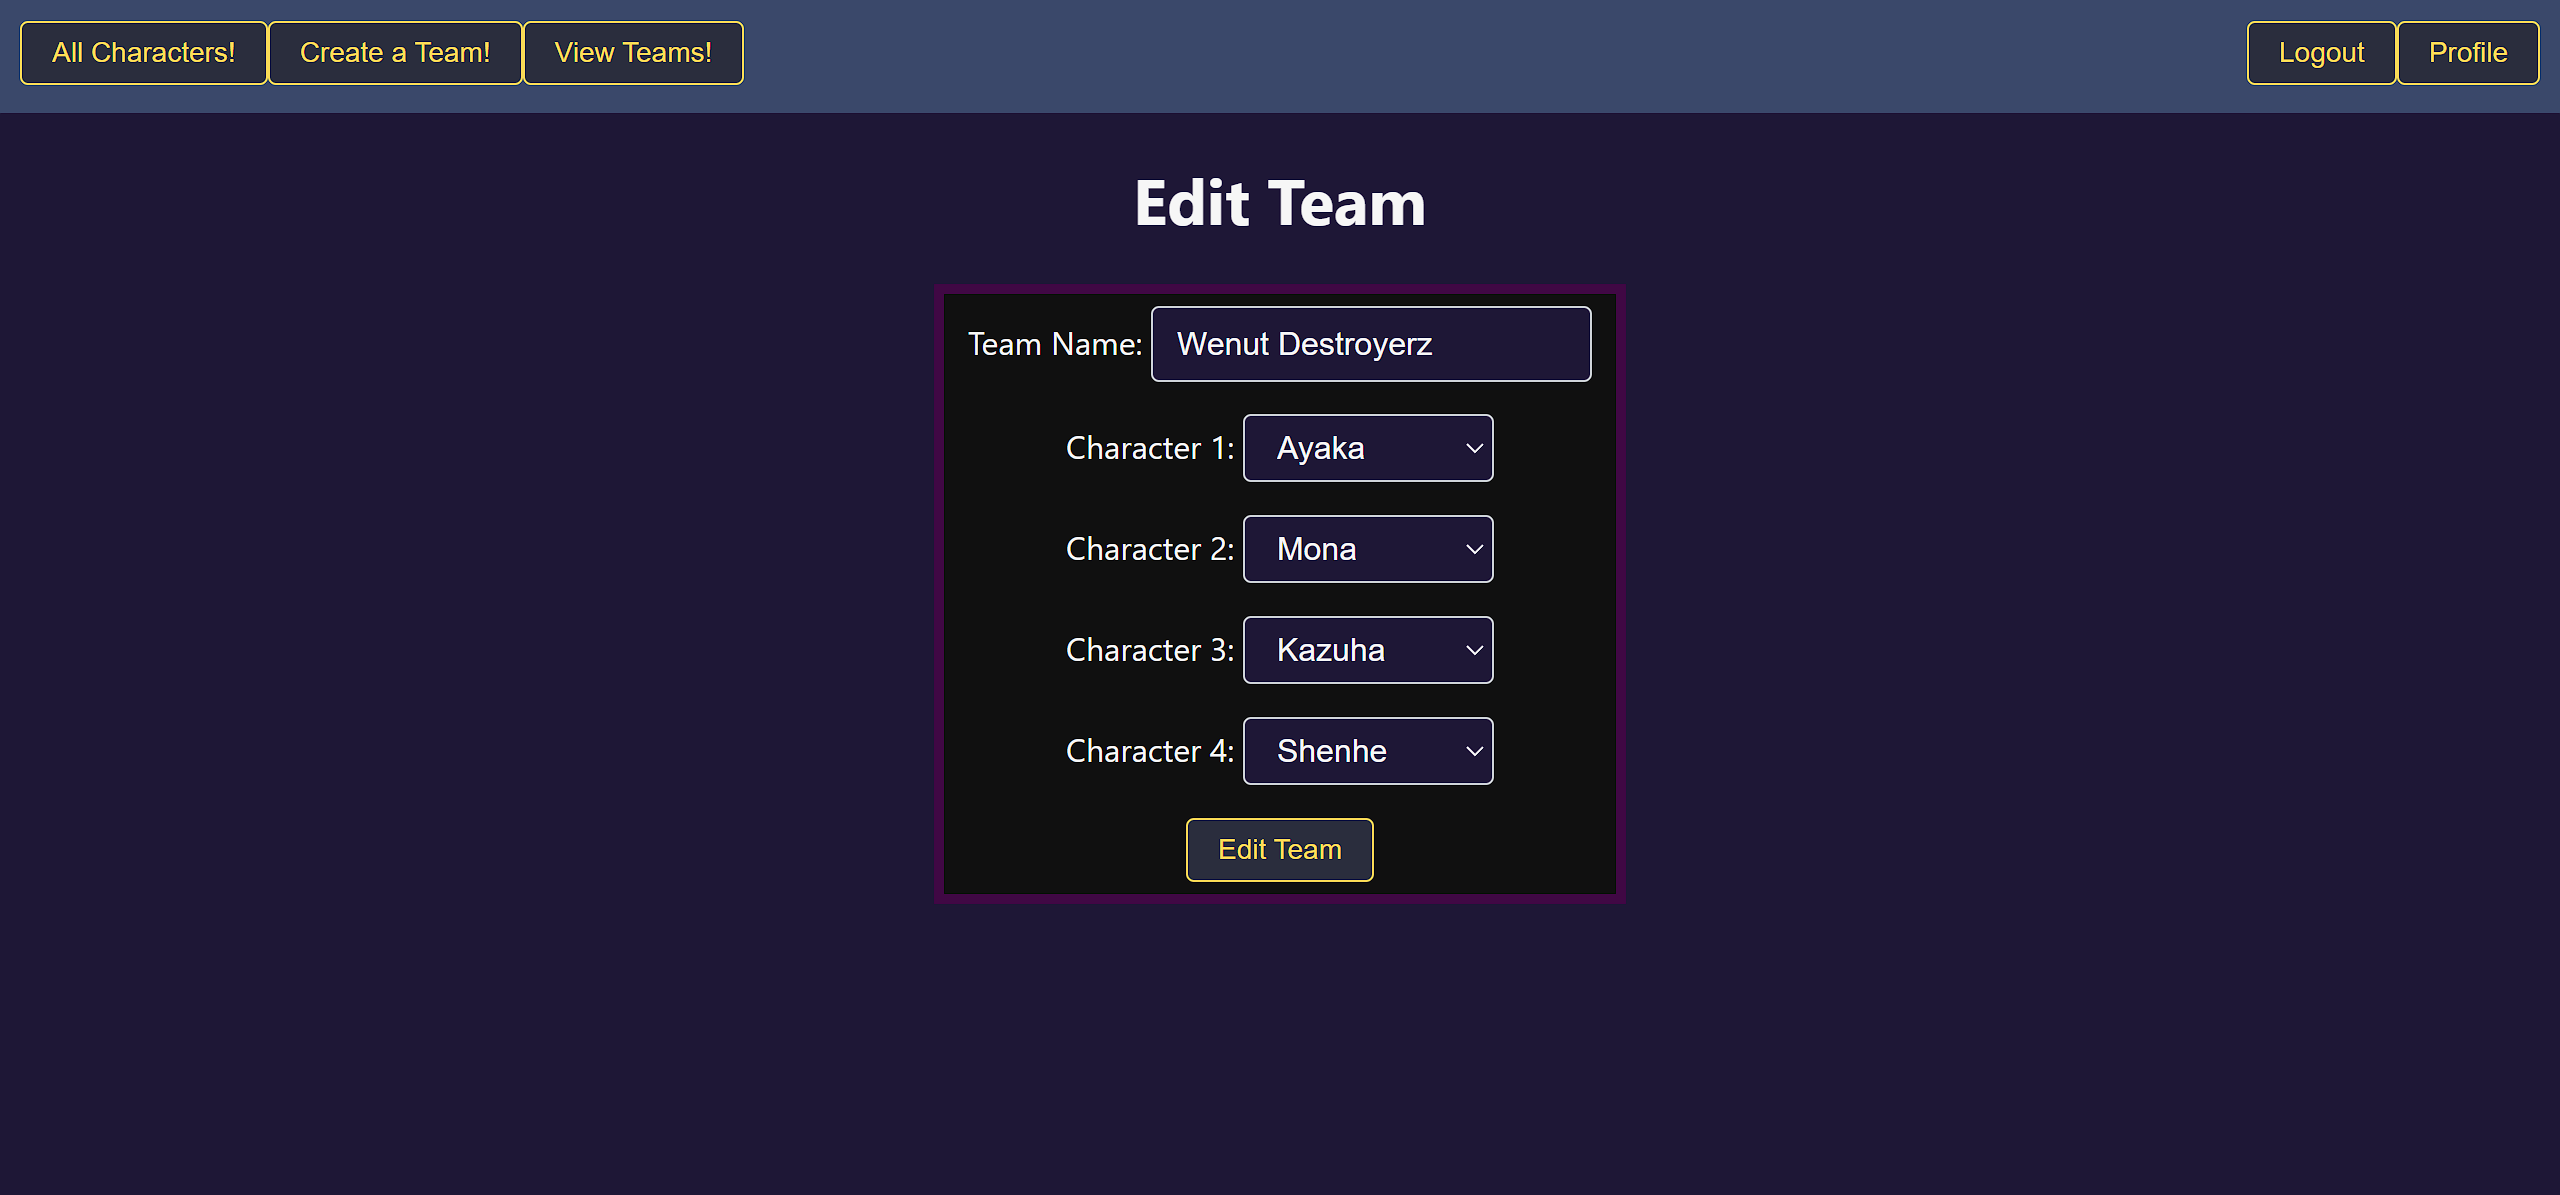 All Characters! Create a Team! View Teams! Logout Profile
Edit Team
Team Name: Wenut Destroyerz
Character 1: Ayaka
Character 2: Mona
Character 3: Kazuha
Character 4: Shenhe
Edit Team